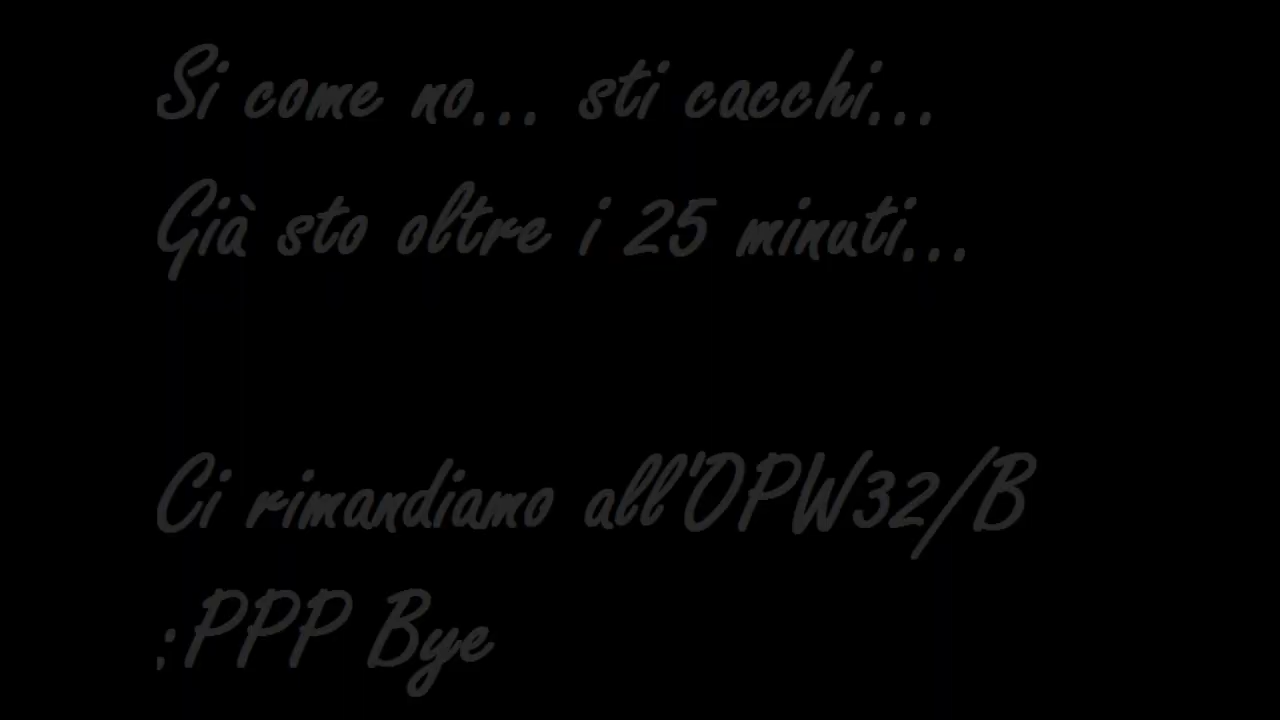 Si come no... sti cacchi...
Già sto oltre i 25 minuti...
Ci rimandiamo all'OPW32/B
;PPP Bye